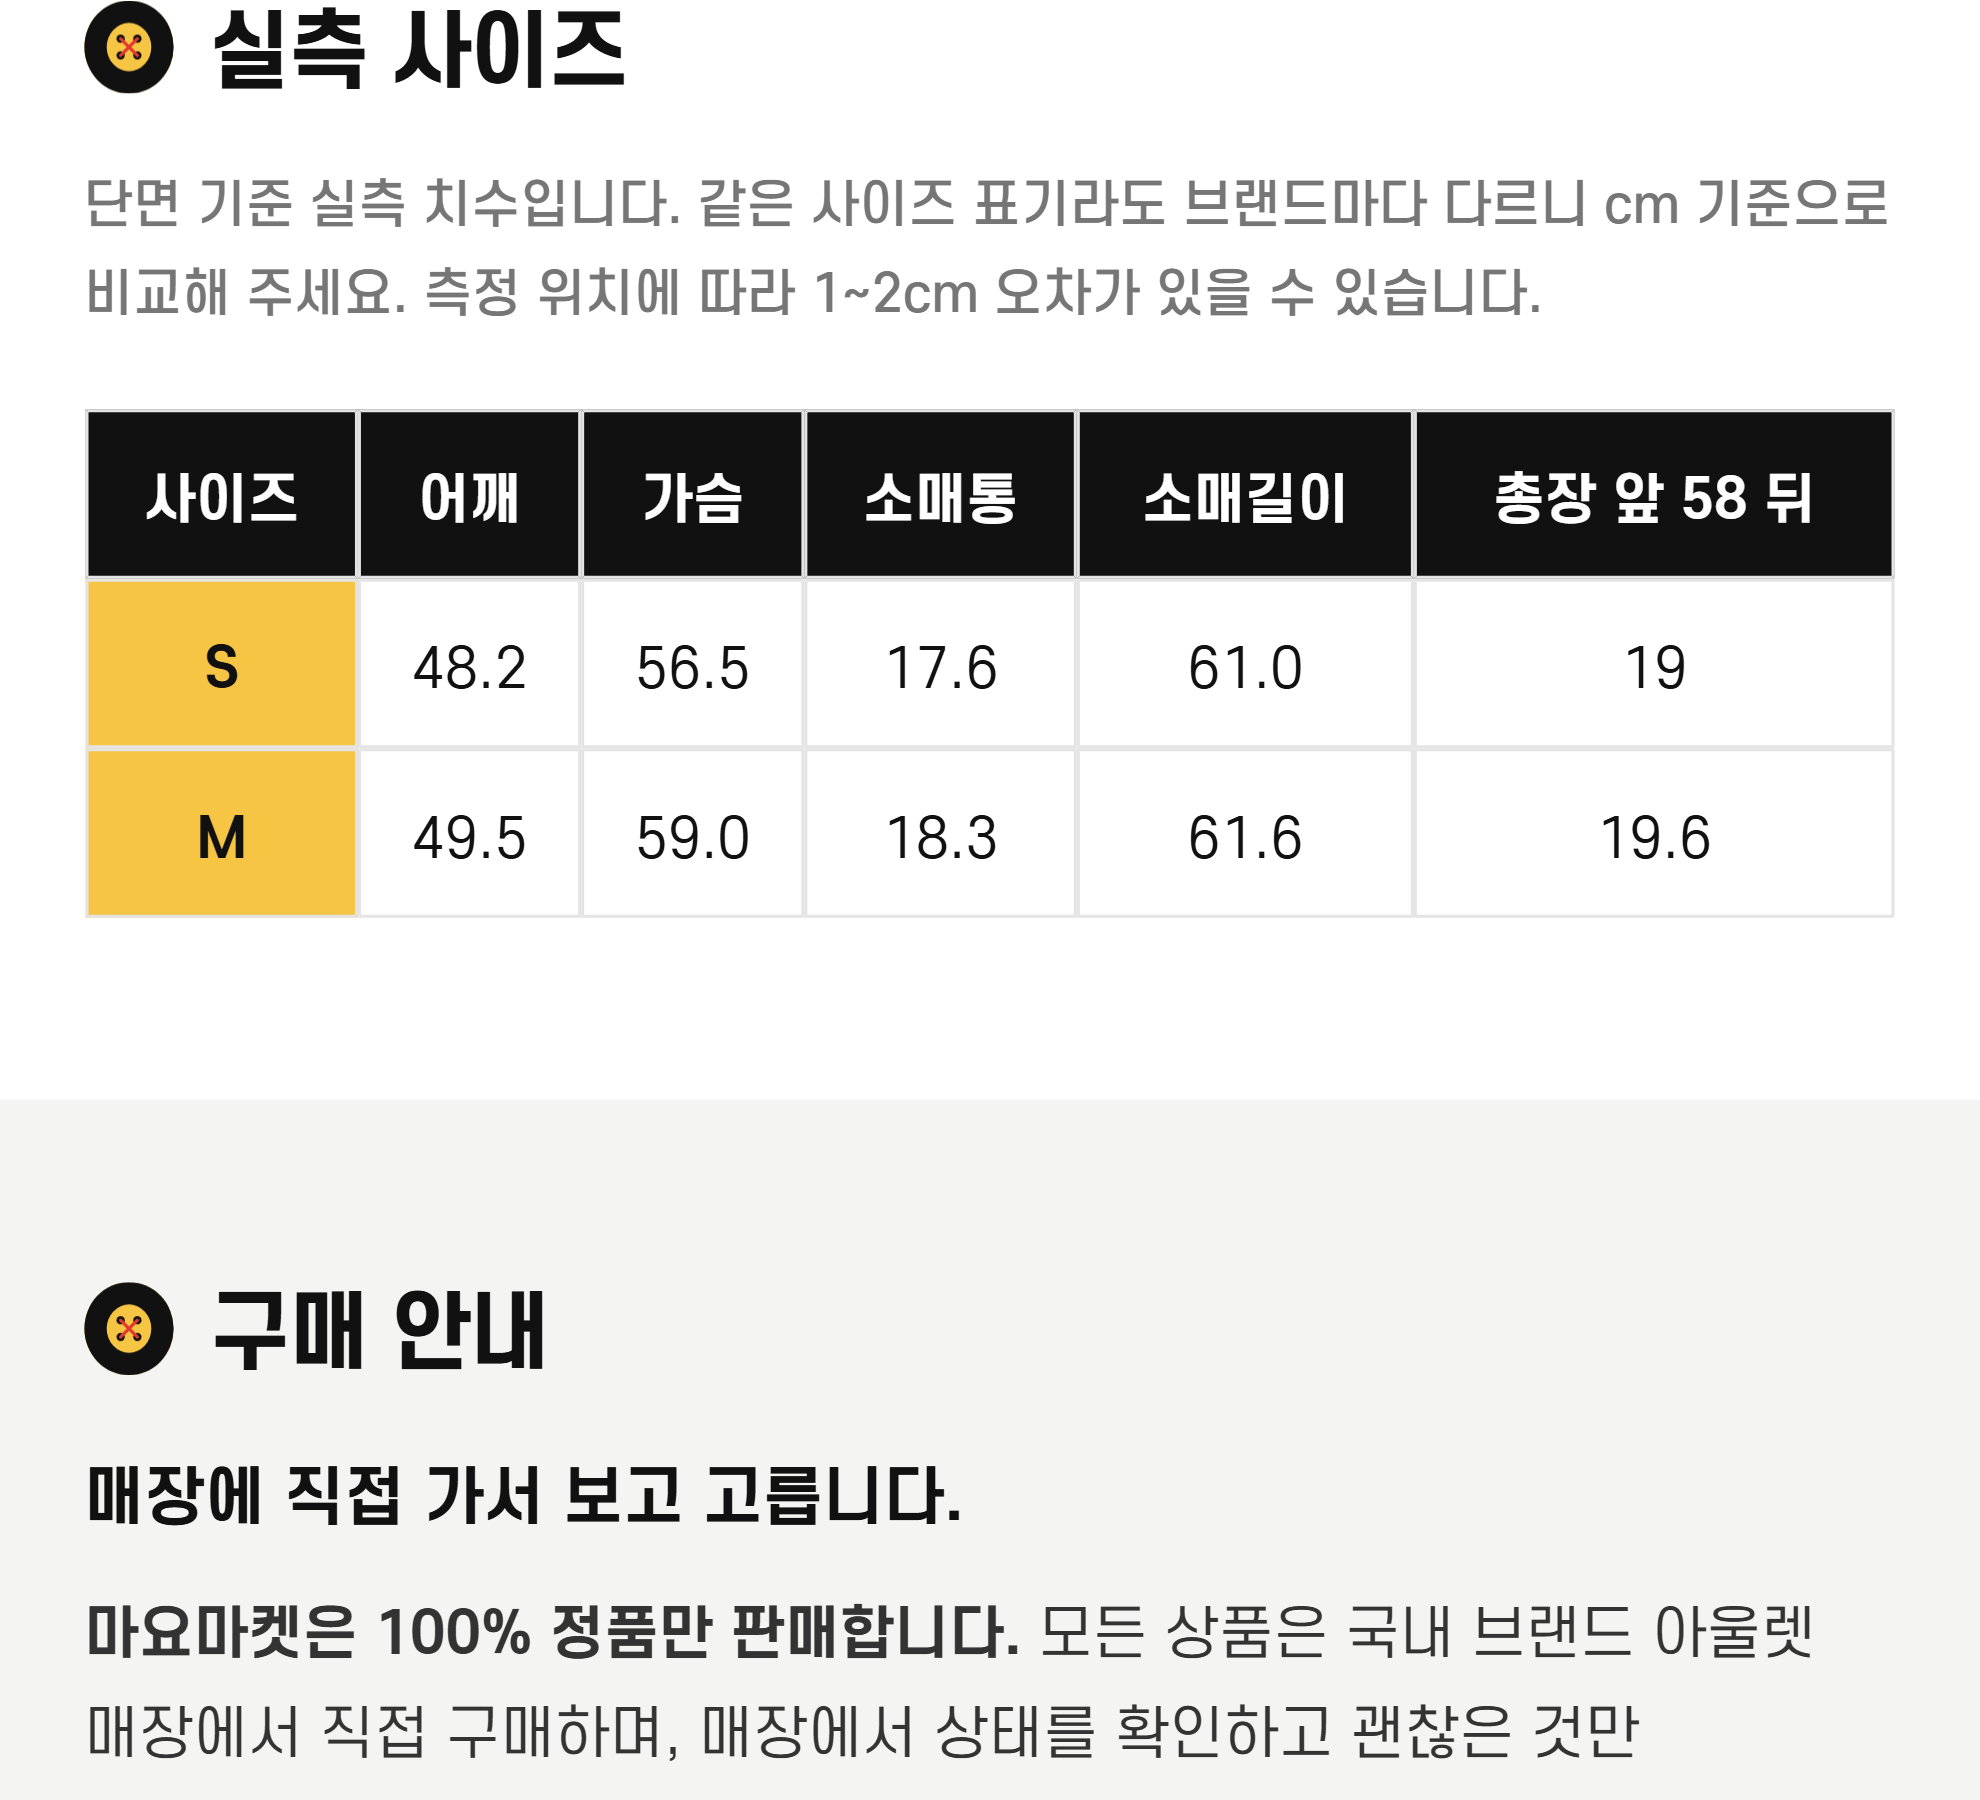 실측 사이즈
단면 기준 실측 치수입니다. 같은 사이즈 표기라도 브랜드마다 다르니 cm 기준으로
비교해 주세요. 측정 위치에 따라 1~2cm 오차가 있을 수 있습니다.
사이즈 어깨 가슴 소매통 소매길이 총장 앞 58 뒤
S 48.2 56.5 17.6 61.0 19
M 49.5 59.0 18.3 61.6 19.6
구매 안내
매장에 직접 가서 보고 고릅니다.
마요마켓은 100% 정품만 판매합니다. 모든 상품은 국내 브랜드 아울렛
매장에서 직접 구매하며, 매장에서 상태를 확인하고 괜찮은 것만